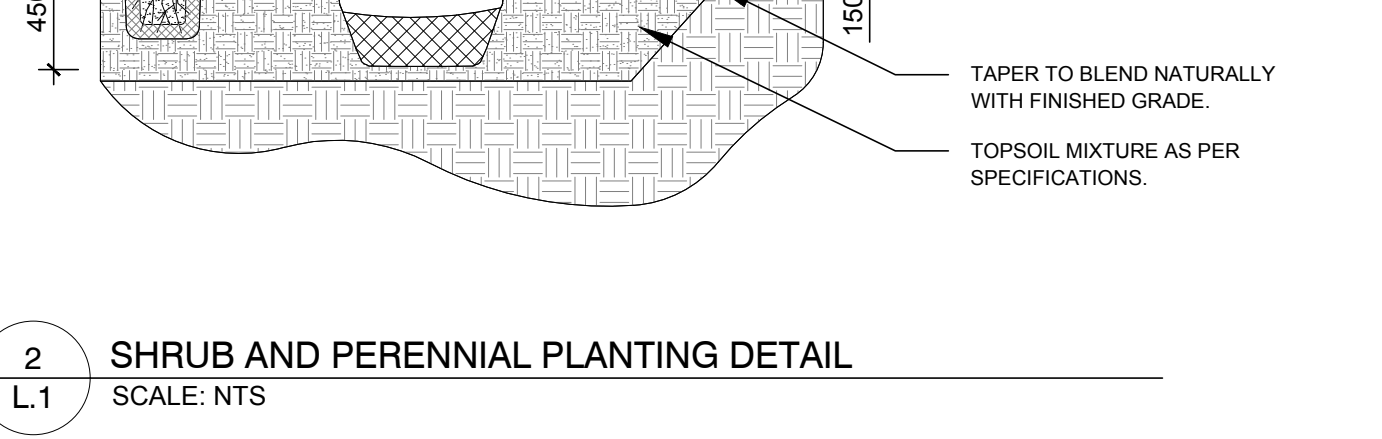 450
150
TAPER TO BLEND NATURALLY
WITH FINISHED GRADE.
TOPSOIL MIXTURE AS PER
SPECIFICATIONS.
2
L.1
SHRUB AND PERENNIAL PLANTING DETAIL
SCALE: NTS